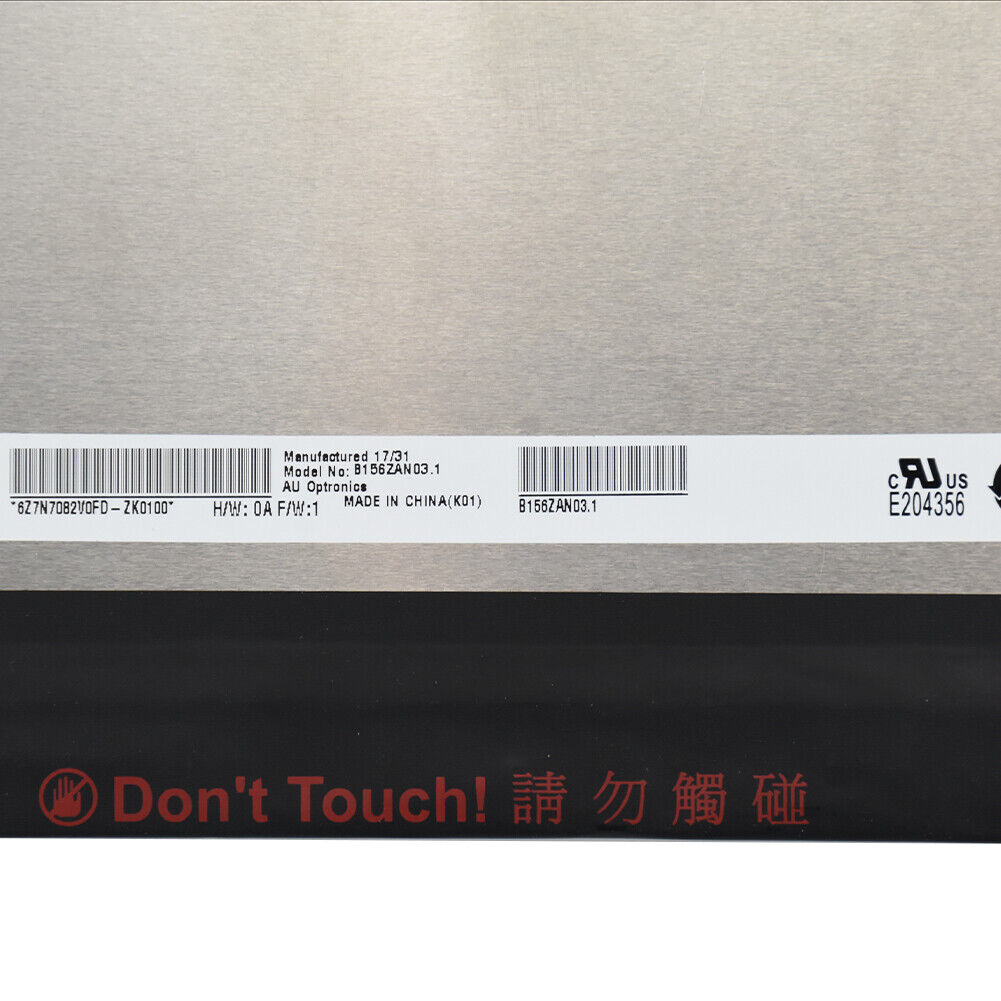 Manufactured 17/31
Model No: B156ZAN03.1
AU Optronics
MADE IN CHINA(K01)
*6Z7N7082V0FD-ZK0100*
H/W: 0A F/W:1
B156ZAN03.1
c RU US
E204356
Don't Touch! 請勿觸碰